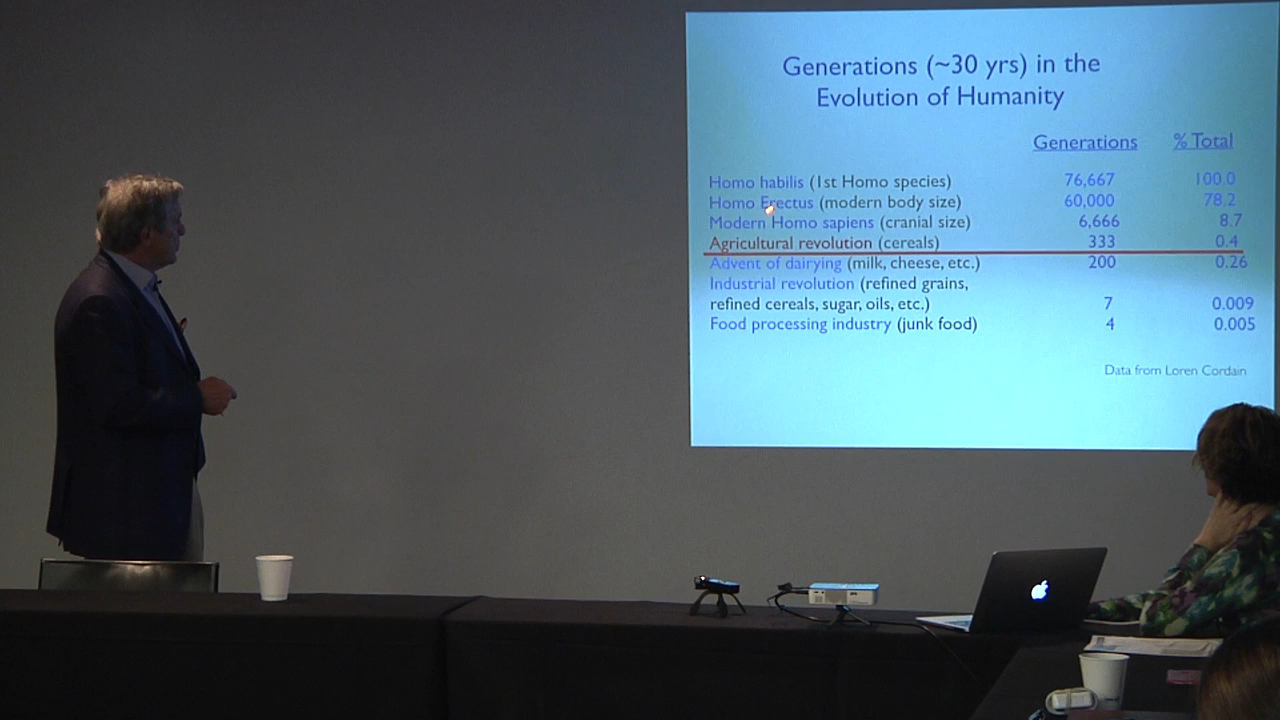 Generations (~30 yrs) in the
Evolution of Humanity
Generations % Total
Homo habilis (1st Homo species) 76,667 100.0
Homo Erectus (modern body size) 60,000 78.2
Modern Homo sapiens (cranial size) 6,666 8.7
Agricultural revolution (cereals) 333 0.4
Advent of dairying (milk, cheese, etc.) 200 0.26
Industrial revolution (refined grains,
refined cereals, sugar, oils, etc.) 7 0.009
Food processing industry (junk food) 4 0.005
Data from Loren Cordain